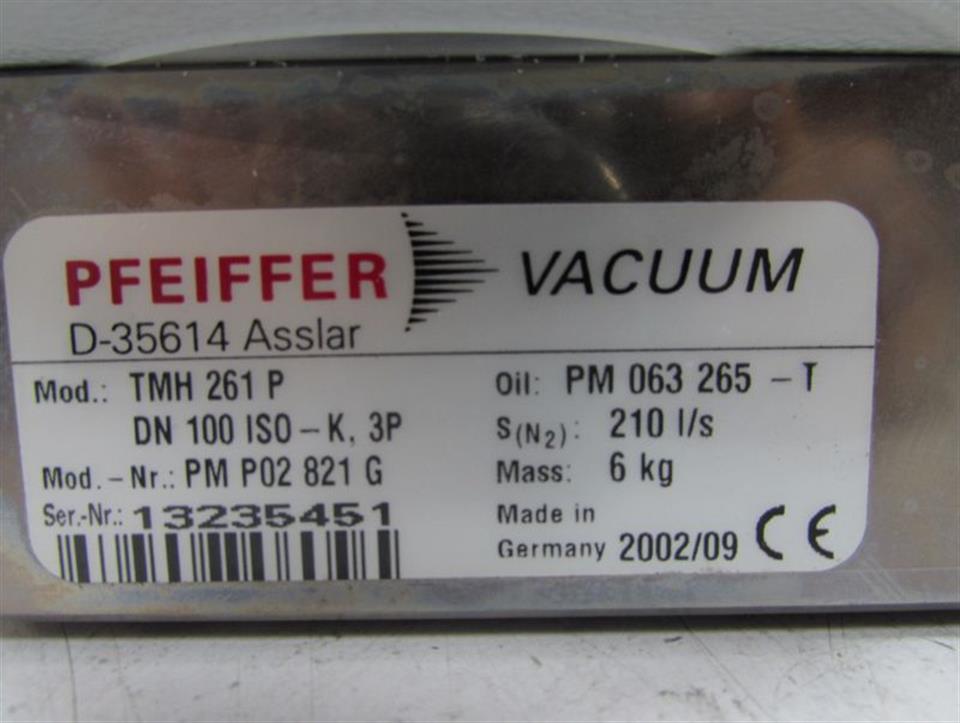 PFEIFFER VACUUM
D-35614 Asslar
Mod.: TMH 261 P
DN 100 ISO-K, 3P
Mod.-Nr.: PM P02 821 G
Ser.-Nr.: 13235451
Oil: PM 063 265 -T
S(N₂): 210 l/s
Mass: 6 kg
Made in
Germany 2002/09 CE